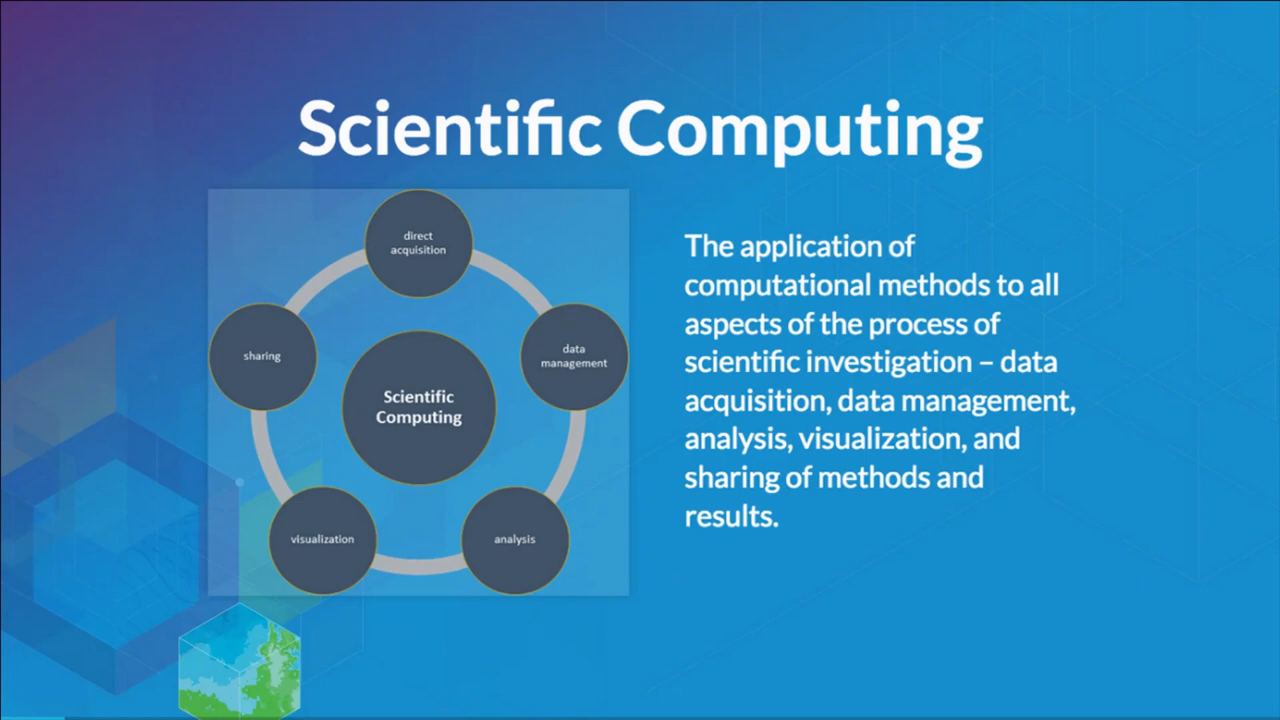 Scientific Computing
direct
acquisition
sharing
data
management
Scientific
Computing
visualization
analysis
The application of
computational methods to all
aspects of the process of
scientific investigation – data
acquisition, data management,
analysis, visualization, and
sharing of methods and
results.